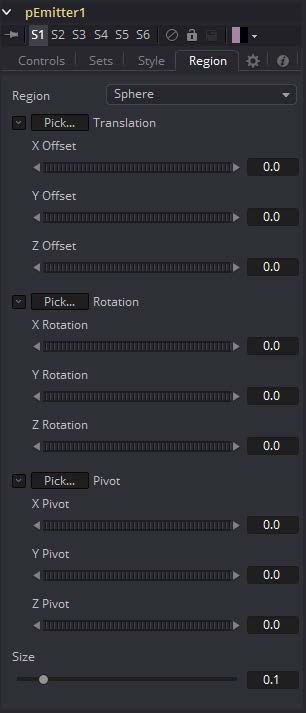 pEmitter1
S1 S2 S3 S4 S5 S6
Controls Sets Style Region
Region Sphere
Pick... Translation
X Offset
0.0
Y Offset
0.0
Z Offset
0.0
Pick... Rotation
X Rotation
0.0
Y Rotation
0.0
Z Rotation
0.0
Pick... Pivot
X Pivot
0.0
Y Pivot
0.0
Z Pivot
0.0
Size
0.1